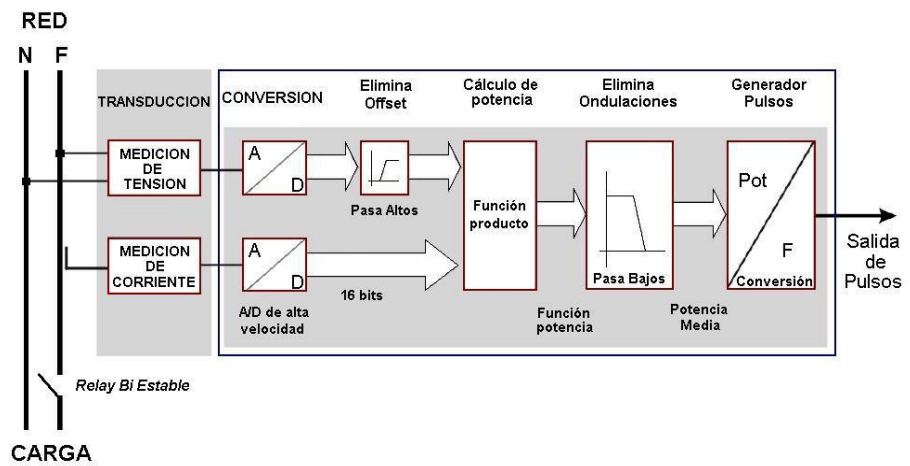 RED
N F
TRANSDUCCION
CONVERSION
Elimina
Offset
Cálculo de
potencia
Elimina
Ondulaciones
Generador
Pulsos
MEDICION
DE
TENSION
A
D
Pasa Altos
Función
producto
Pasa Bajos
Pot
F
Conversión
Salida
de
Pulsos
MEDICION
DE
CORRIENTE
A
D
16 bits
A/D de alta
velocidad
Función
potencia
Potencia
Media
Relay Bi Estable
CARGA